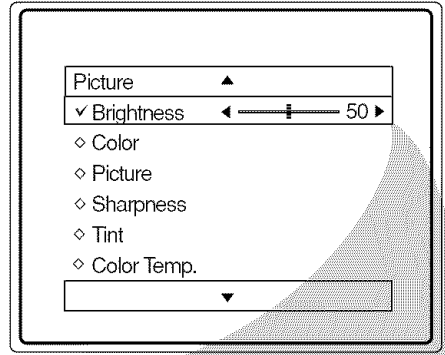 Picture ▲
✓ Brightness ◀ 50 ▶
◇ Color
◇ Picture
◇ Sharpness
◇ Tint
◇ Color Temp.
▼